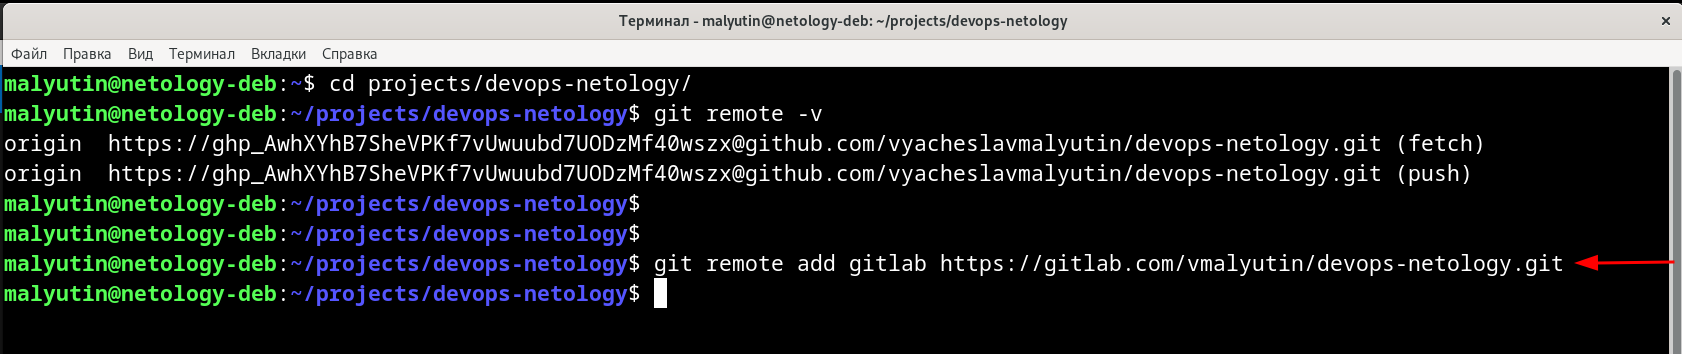 Терминал - malyutin@netology-deb: ~/projects/devops-netology ×
Файл Правка Вид Терминал Вкладки Справка
malyutin@netology-deb:~$ cd projects/devops-netology/
malyutin@netology-deb:~/projects/devops-netology$ git remote -v
origin https://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@github.com/vyacheslavmalyutin/devops-netology.git (fetch)
origin https://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@github.com/vyacheslavmalyutin/devops-netology.git (push)
malyutin@netology-deb:~/projects/devops-netology$
malyutin@netology-deb:~/projects/devops-netology$
malyutin@netology-deb:~/projects/devops-netology$ git remote add gitlab https://gitlab.com/vmalyutin/devops-netology.git
malyutin@netology-deb:~/projects/devops-netology$